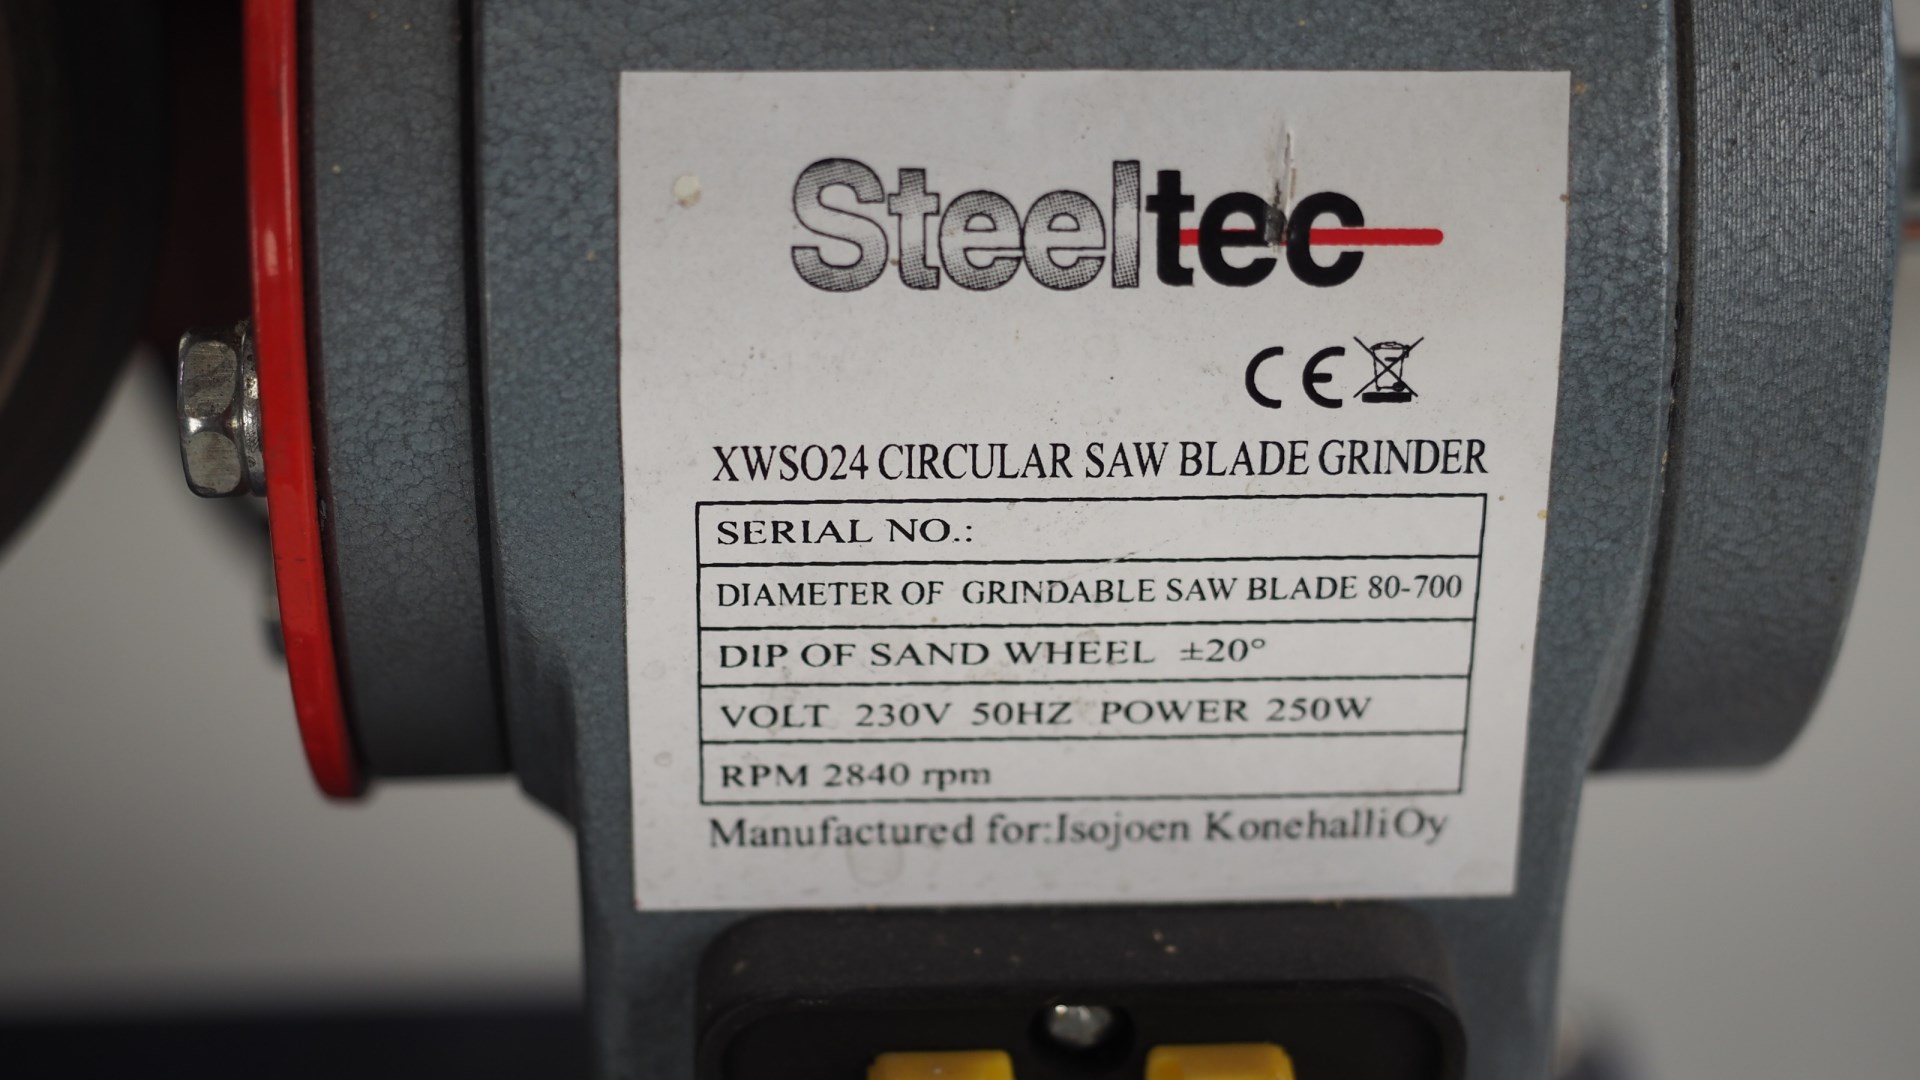 Steeltec
CE
XWSO24 CIRCULAR SAW BLADE GRINDER
SERIAL NO.:
DIAMETER OF GRINDABLE SAW BLADE 80-700
DIP OF SAND WHEEL ±20°
VOLT 230V 50HZ POWER 250W
RPM 2840 rpm
Manufactured for:Isojoen KonehalliOy